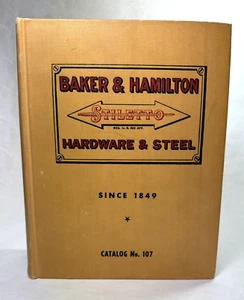 BAKER & HAMILTON
STILETTO
REG. U.S. PAT. OFF.
HARDWARE & STEEL
SINCE 1849
CATALOG No. 107